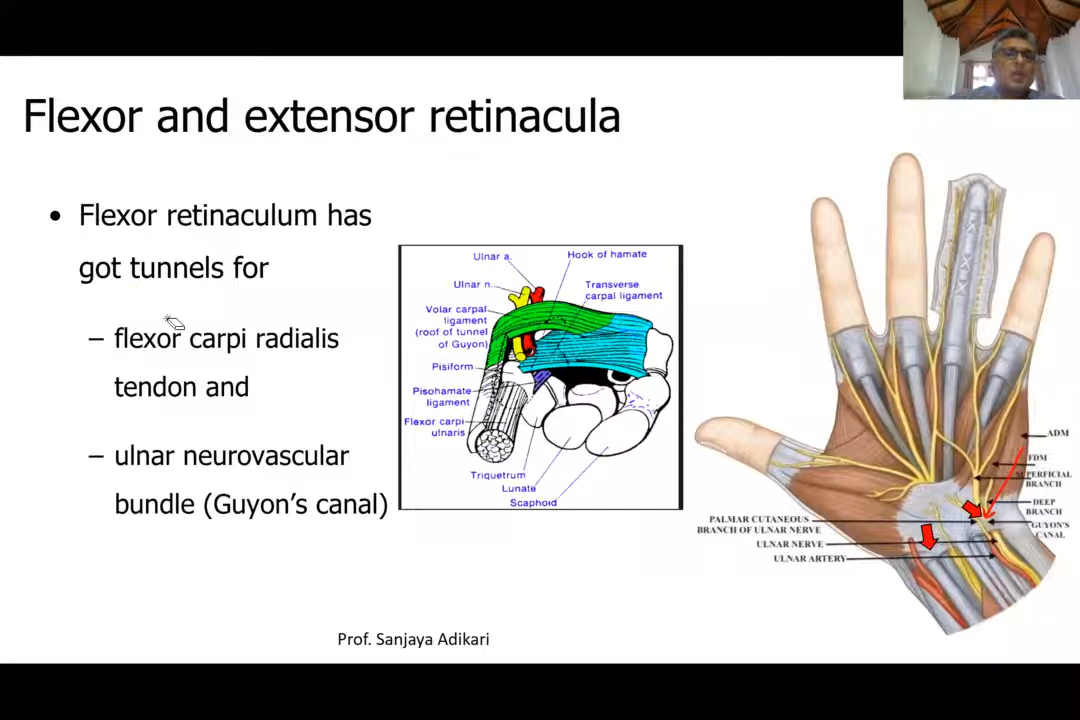 Flexor and extensor retinacula
• Flexor retinaculum has
got tunnels for
– flexor carpi radialis
tendon and
– ulnar neurovascular
bundle (Guyon’s canal)
Ulnar a.
Hook of hamate
Ulnar n.
Transverse
carpal ligament
Volar carpal
ligament
(roof of tunnel
of Guyon)
Pisiform
Pisohamate
ligament
Flexor carpi
ulnaris
Triquetrum
Lunate
Scaphoid
ADM
FDM
SUPERFICIAL
BRANCH
DEEP
BRANCH
GUYON'S
CANAL
PALMAR CUTANEOUS
BRANCH OF ULNAR NERVE
ULNAR NERVE
ULNAR ARTERY
Prof. Sanjaya Adikari